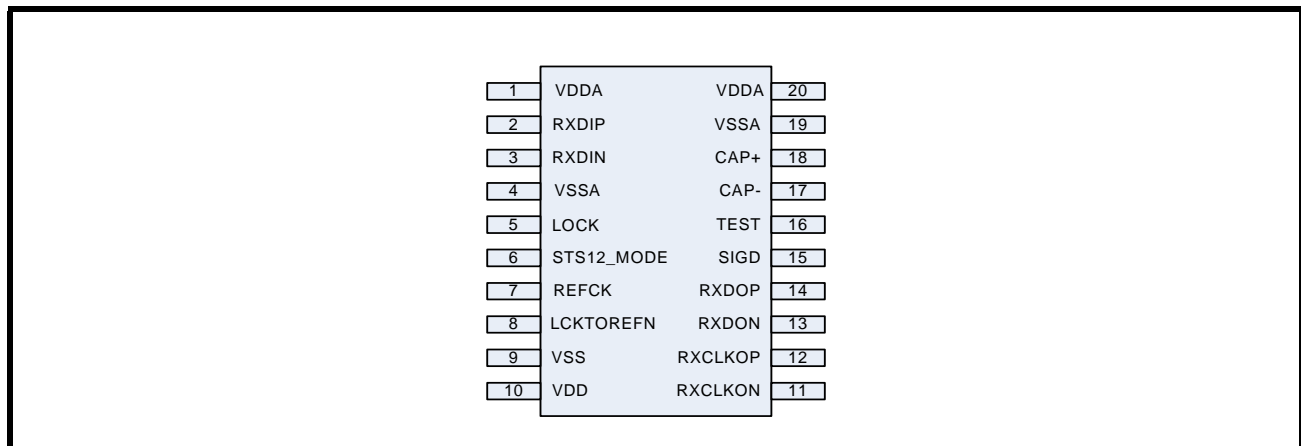 1 VDDA VDDA 20
2 RXDIP VSSA 19
3 RXDIN CAP+ 18
4 VSSA CAP- 17
5 LOCK TEST 16
6 STS12_MODE SIGD 15
7 REFCK RXDOP 14
8 LCKTOREFN RXDON 13
9 VSS RXCLKOP 12
10 VDD RXCLKON 11